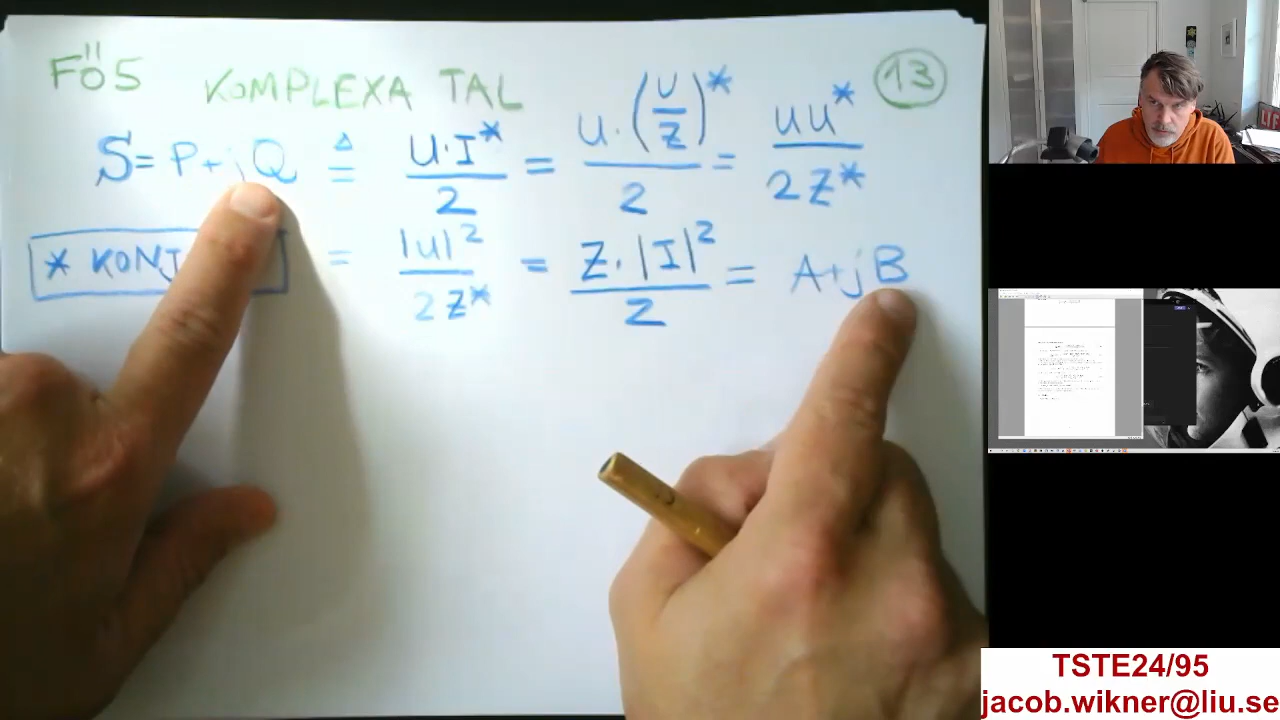 FÖ5 KOMPLEXA TAL 13
S = P + jQ ≜ U·I*/2 = U·(U/Z)*/2 = UU*/2Z*
* KONJ = |U|²/2Z* = Z·|I|²/2 = A+jB
TSTE24/95
jacob.wikner@liu.se